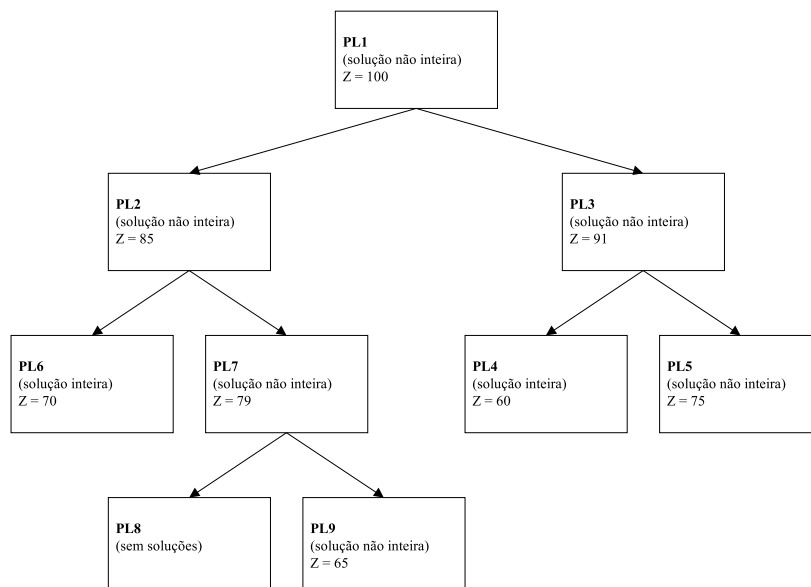 PL1
(solução não inteira)
Z = 100
PL2
(solução não inteira)
Z = 85
PL3
(solução não inteira)
Z = 91
PL6
(solução inteira)
Z = 70
PL7
(solução não inteira)
Z = 79
PL4
(solução inteira)
Z = 60
PL5
(solução não inteira)
Z = 75
PL8
(sem soluções)
PL9
(solução não inteira)
Z = 65